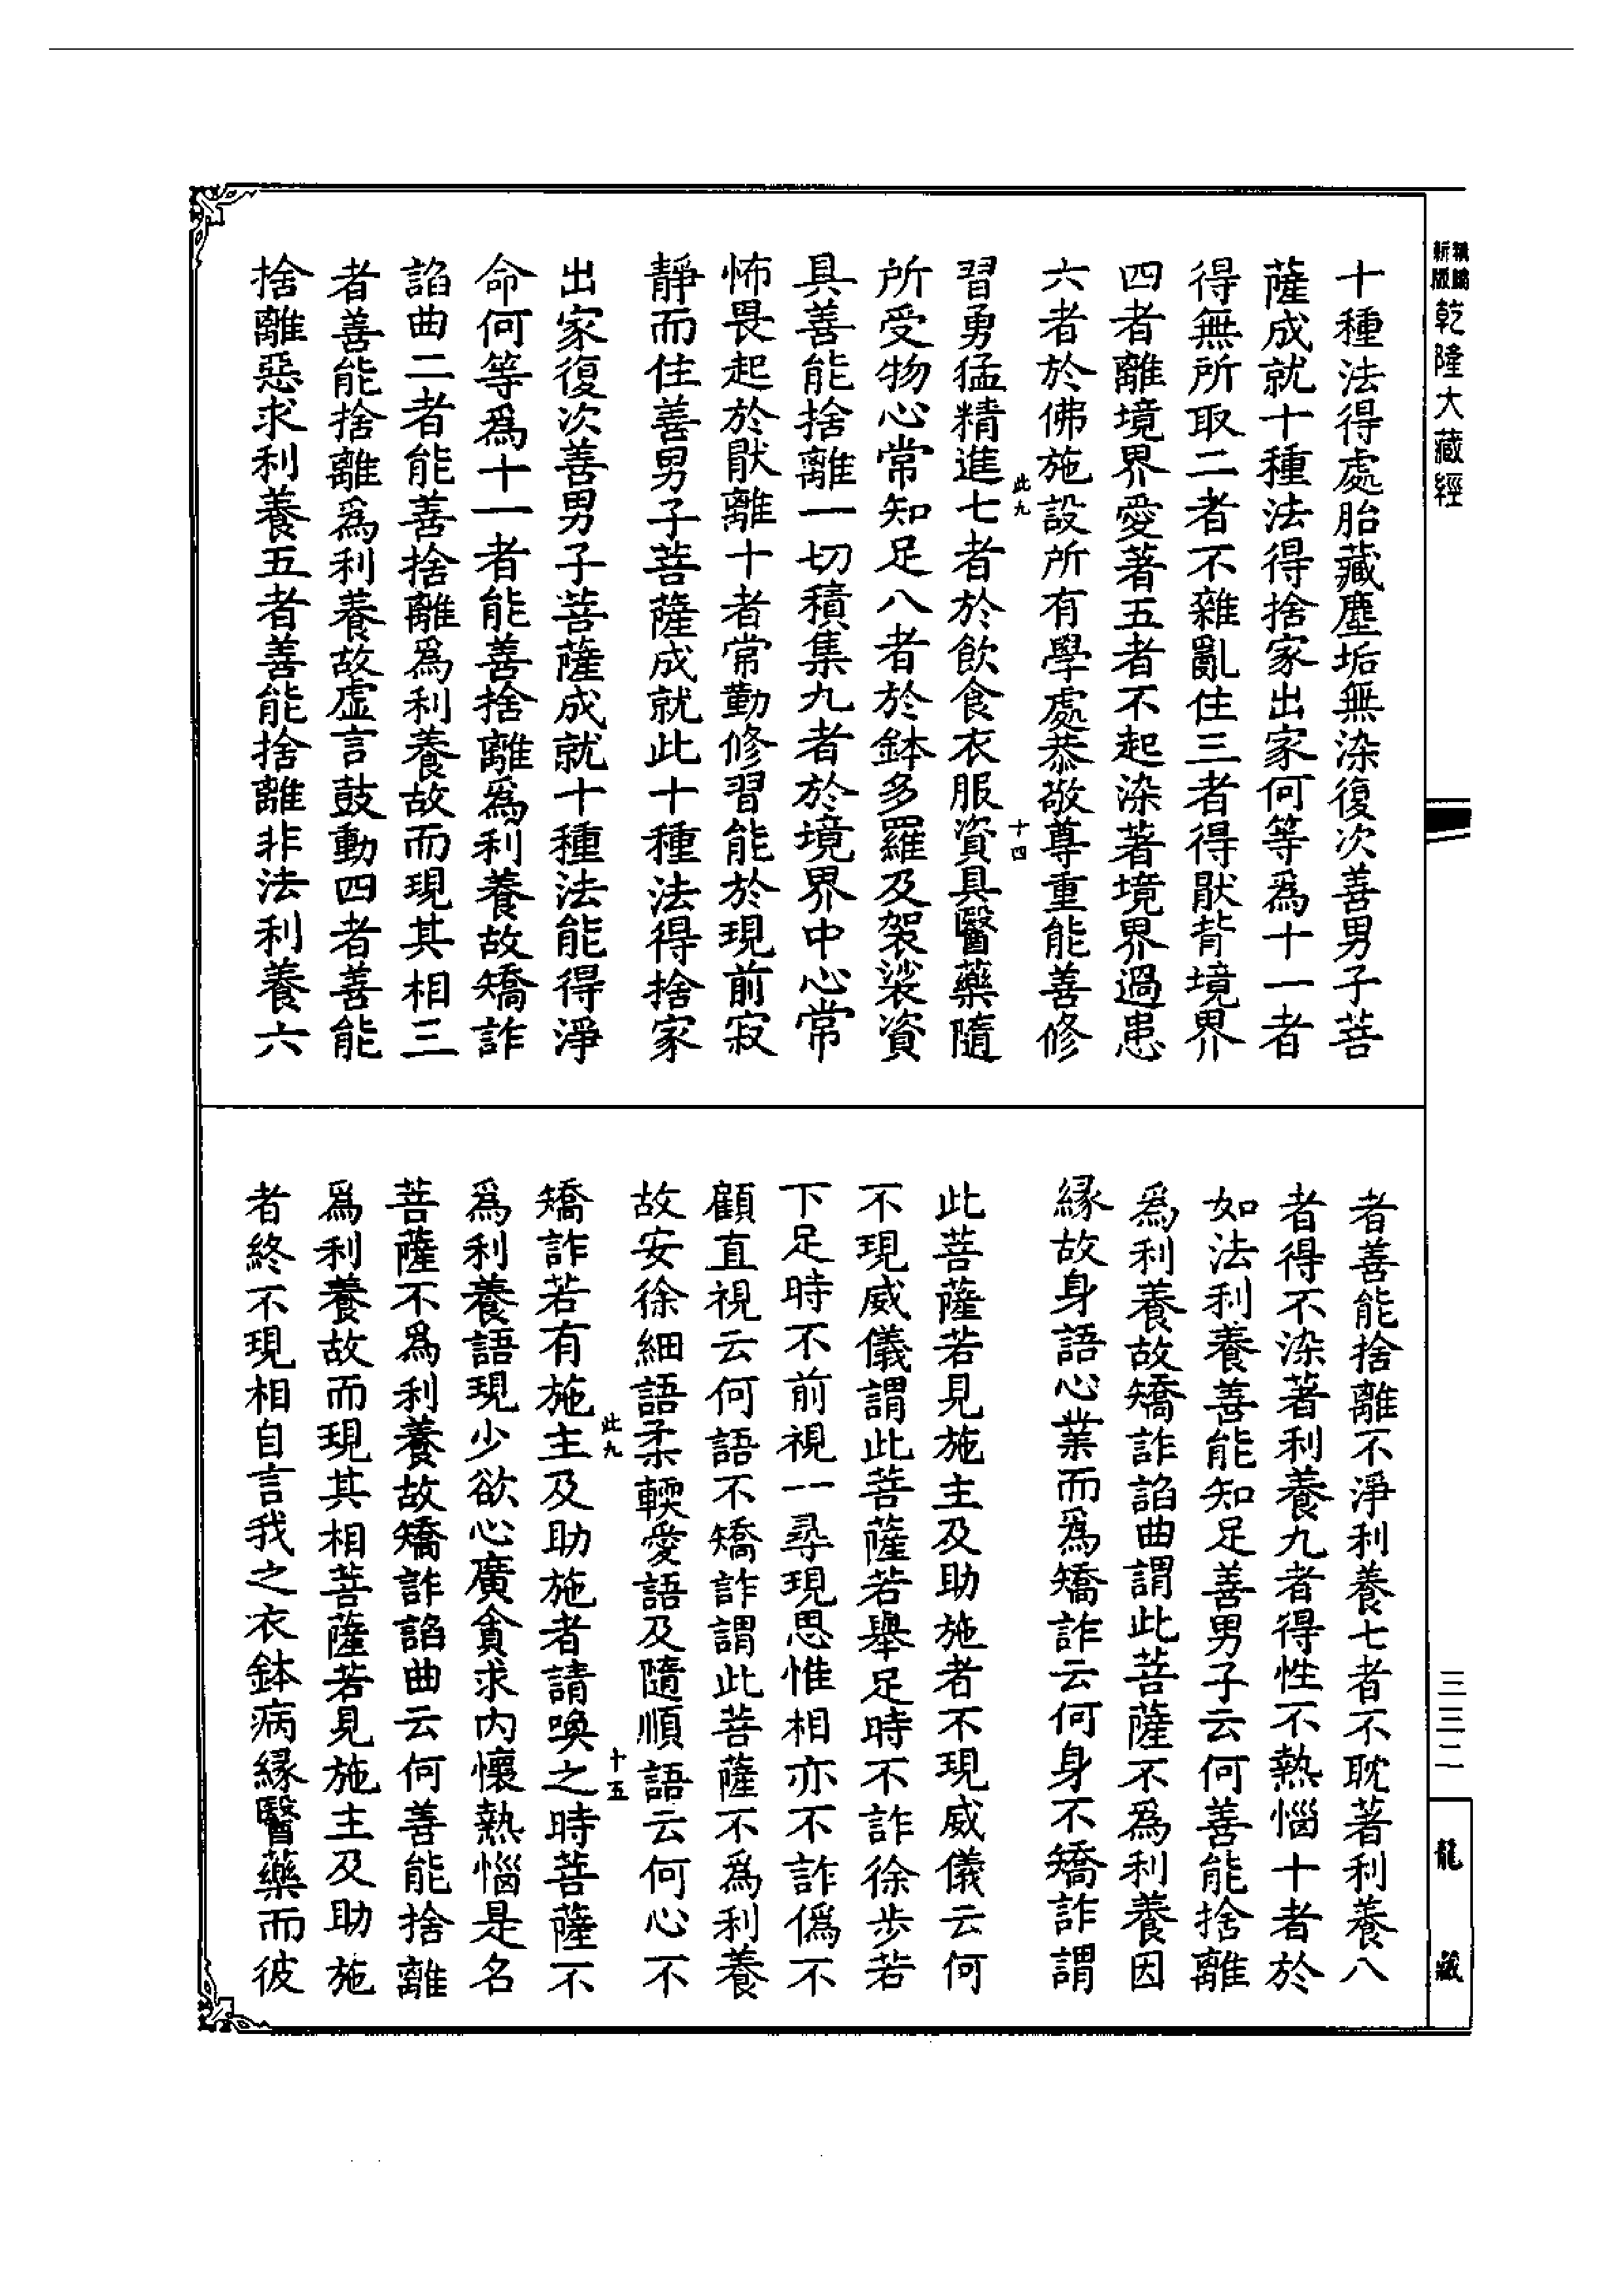 精編新版
乾隆大藏經
十種法得處胎藏塵垢無染復次善男子菩
薩成就十種法得捨家出家何等爲十一者
得無所取二者不雜亂住三者得猒背境界
四者離境界愛著五者不起染著境界過患
六者於佛施設所有學處恭敬尊重能善修
此九
十四
習勇猛精進七者於飲食衣服資具醫藥隨
所受物心常知足八者於鉢多羅及袈裟資
具善能捨離一切積集九者於境界中心常
怖畏起於猒離十者常勤修習能於現前寂
靜而住善男子菩薩成就此十種法得捨家
出家復次善男子菩薩成就十種法能得淨
命何等爲十一者能善捨離爲利養故矯詐
諂曲二者能善捨離爲利養故而現其相三
者善能捨離爲利養故虛言鼓動四者善能
捨離惡求利養五者善能捨離非法利養六
者善能捨離不淨利養七者不耽著利養八
者得不染著利養九者得性不熱惱十者於
如法利養善能知足善男子云何善能捨離
爲利養故矯詐諂曲謂此菩薩不爲利養因
緣故身語心業而爲矯詐云何身不矯詐謂
此菩薩若見施主及助施者不現威儀云何
不現威儀謂此菩薩若舉足時不詐徐步若
下足時不前視一尋現思惟相亦不詐僞不
顧直視云何語不矯詐謂此菩薩不爲利養
故安徐細語柔輭愛語及隨順語云何心不
此九
十五
矯詐若有施主及助施者請喚之時菩薩不
爲利養語現少欲心廣貪求內懷熱惱是名
菩薩不爲利養故矯詐諂曲云何善能捨離
爲利養故而現其相菩薩若見施主及助施
者終不現相自言我之衣鉢病緣醫藥而彼
三三二
龍藏